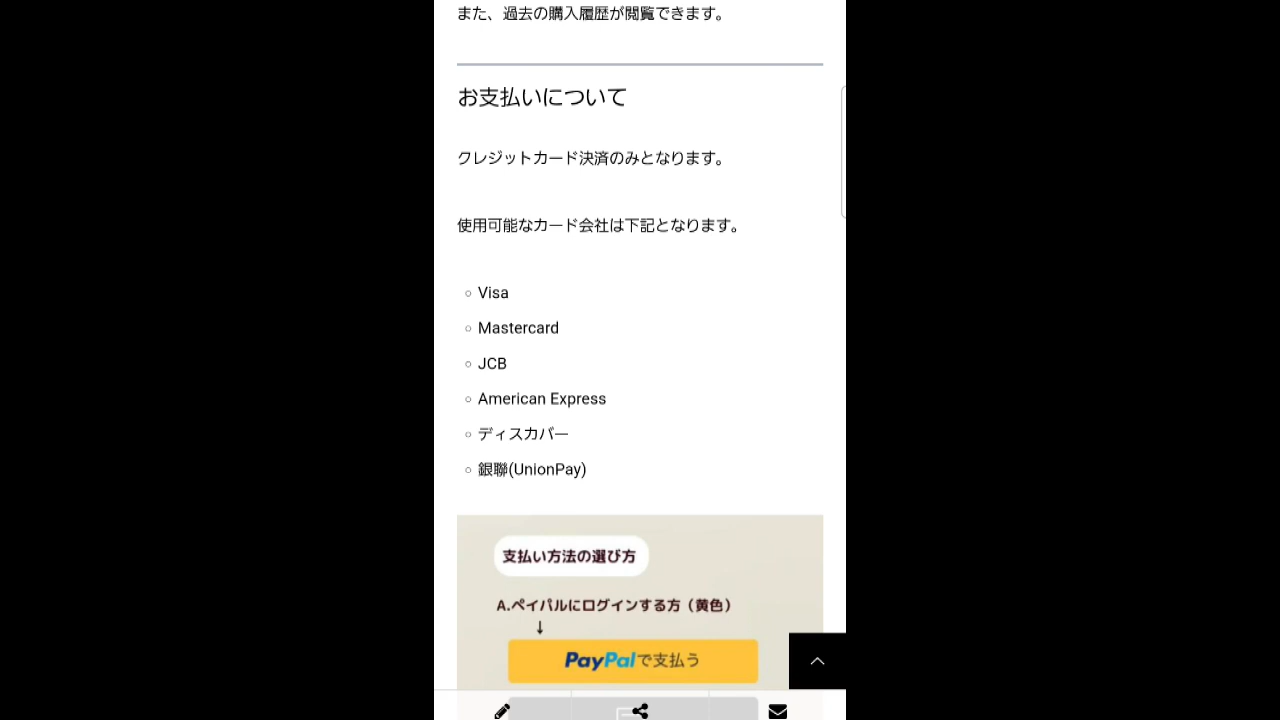 また、過去の購入履歴が閲覧できます。
お支払いについて
クレジットカード決済のみとなります。
使用可能なカード会社は下記となります。
Visa
Mastercard
JCB
American Express
ディスカバー
銀聯(UnionPay)
支払い方法の選び方
A.ペイパルにログインする方（黄色）
↓
PayPalで支払う